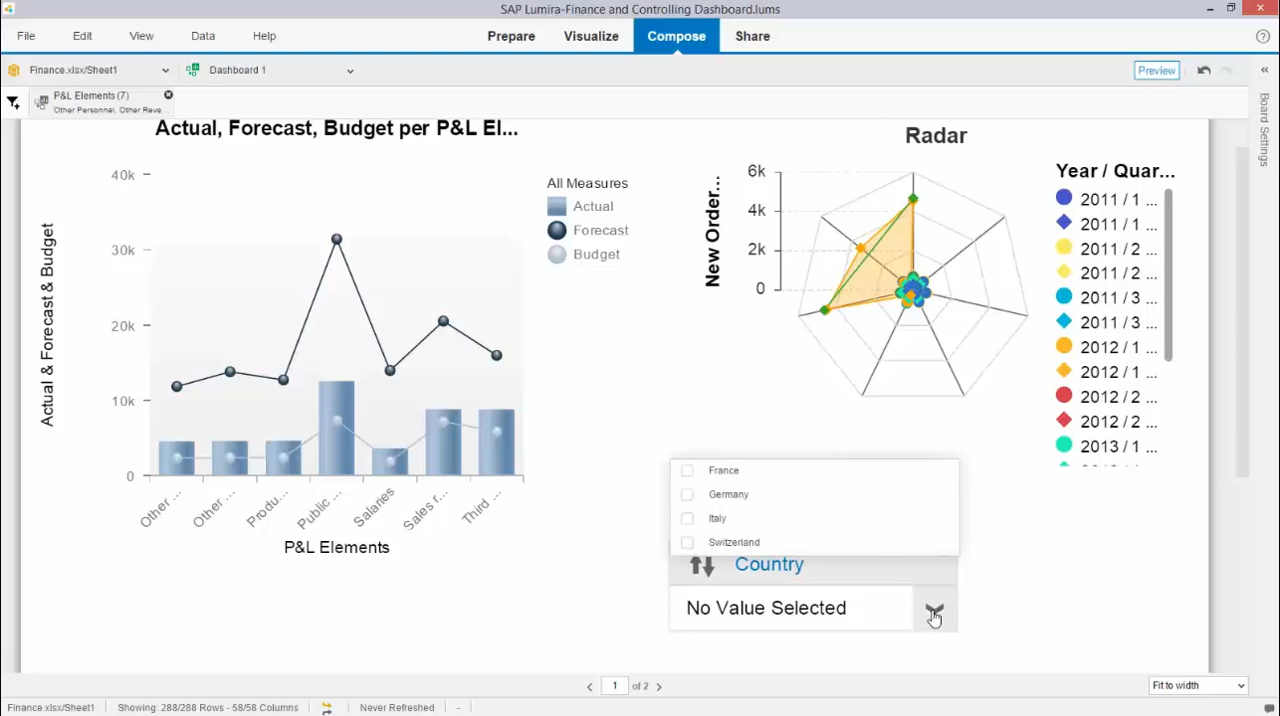 SAP Lumira-Finance and Controlling Dashboard.lums
File Edit View Data Help Prepare Visualize Compose Share
Finance.xlsx/Sheet1 Dashboard 1 Preview
P&L Elements (7)
Other Personnel, Other Reve...
Board Settings
Actual, Forecast, Budget per P&L El...
Actual & Forecast & Budget
40k
30k
20k
10k
0
Other ...
Other ...
Produ...
Public ...
Salaries
Sales r...
Third ...
P&L Elements
All Measures
Actual
Forecast
Budget
Radar
New Order...
6k
4k
2k
0
Year / Quar...
2011 / 1 ...
2011 / 1 ...
2011 / 2 ...
2011 / 2 ...
2011 / 3 ...
2011 / 3 ...
2012 / 1 ...
2012 / 1 ...
2012 / 2 ...
2012 / 2 ...
2013 / 1 ...
France
Germany
Italy
Switzerland
Country
No Value Selected
1 of 2
Fit to width
Finance.xlsx/Sheet1 Showing: 288/288 Rows - 58/58 Columns Never Refreshed -